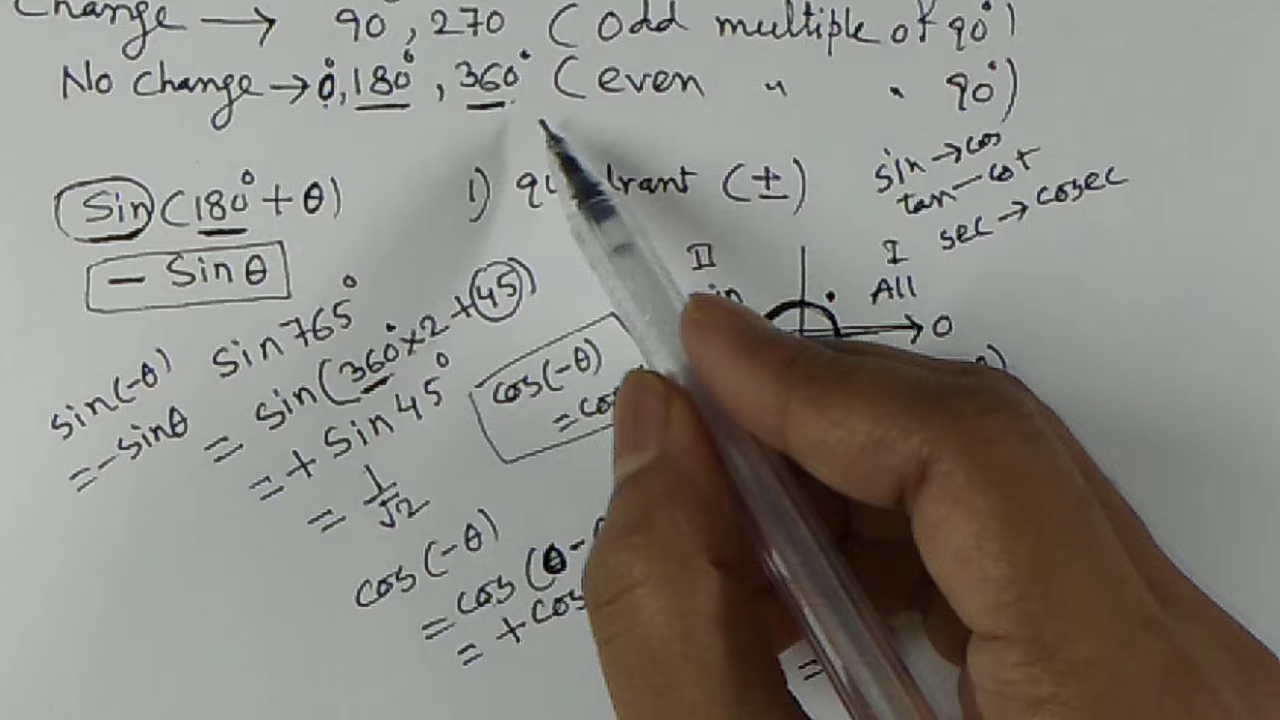 Change → 90°, 270 (Odd multiple of 90°)
No change → 0°, 180°, 360° (even " " 90°)
Sin(180° + θ)
- Sinθ
1)
(±)
sin → cos
tan — cot
sec → cosec
II
I
All
0
sin(-θ)
= -sinθ
sin 765°
= sin(360° × 2 + 45)
= + Sin 45°
= 1/√2
cos(-θ)
cos(-θ)
= cos(0 -
= + cos
=